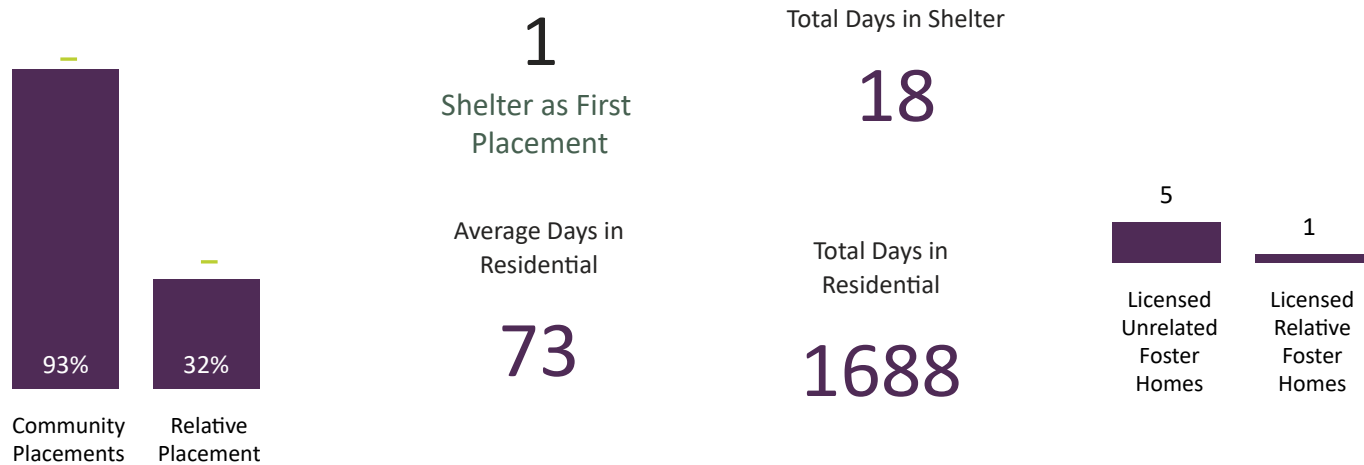 93%
Community
Placements
32%
Relative
Placement
1
Shelter as First
Placement
Average Days in
Residential
73
Total Days in Shelter
18
Total Days in
Residential
1688
5
Licensed
Unrelated
Foster
Homes
1
Licensed
Relative
Foster
Homes